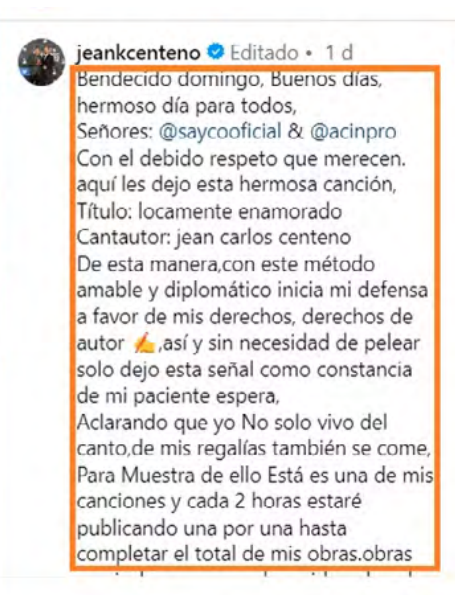 jeankcenteno Editado • 1 d
Bendecido domingo, Buenos días,
hermoso día para todos,
Señores: @saycooficial & @acinpro
Con el debido respeto que merecen.
aquí les dejo esta hermosa canción,
Título: locamente enamorado
Cantautor: jean carlos centeno
De esta manera,con este método
amable y diplomático inicia mi defensa
a favor de mis derechos, derechos de
autor ✍️,así y sin necesidad de pelear
solo dejo esta señal como constancia
de mi paciente espera,
Aclarando que yo No solo vivo del
canto,de mis regalías también se come,
Para Muestra de ello Está es una de mis
canciones y cada 2 horas estaré
publicando una por una hasta
completar el total de mis obras.obras